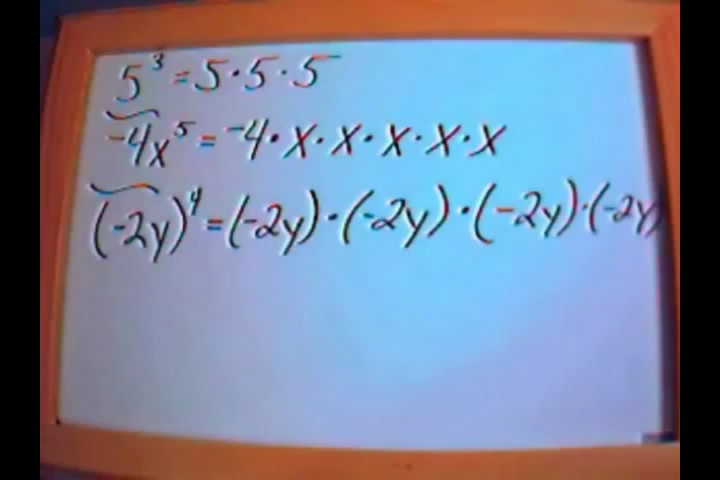 5³ = 5 · 5 · 5
-4x⁵ = -4 · x · x · x · x · x
(-2y)⁴ = (-2y) · (-2y) · (-2y) · (-2y)